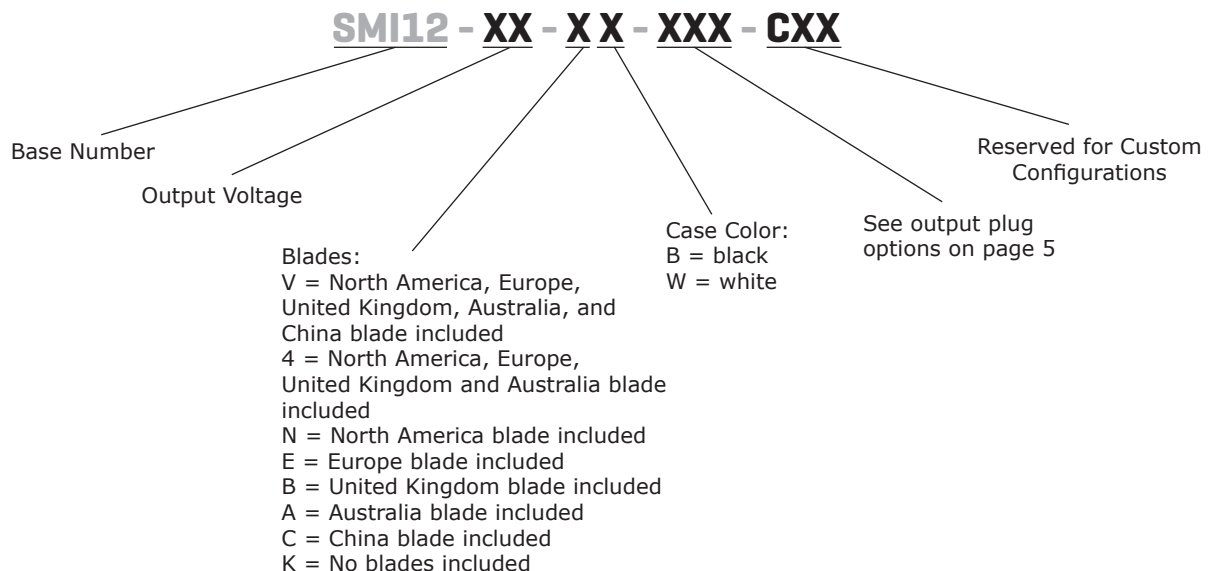 SMI12 - XX - X X - XXX - CXX
Base Number
Output Voltage
Blades:
V = North America, Europe,
United Kingdom, Australia, and
China blade included
4 = North America, Europe,
United Kingdom and Australia blade
included
N = North America blade included
E = Europe blade included
B = United Kingdom blade included
A = Australia blade included
C = China blade included
K = No blades included
Case Color:
B = black
W = white
See output plug
options on page 5
Reserved for Custom
Configurations